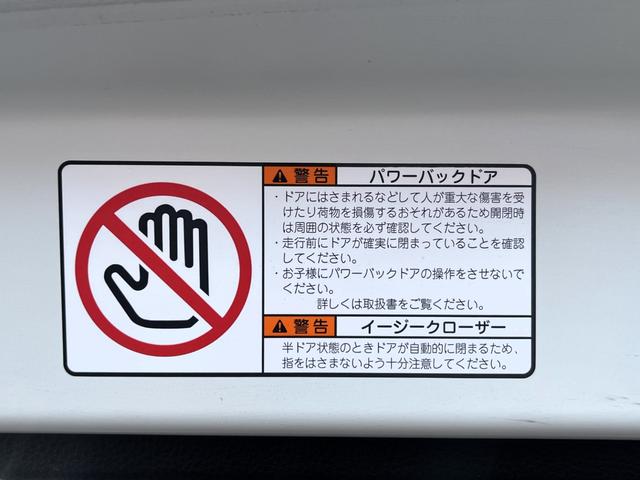 警告 パワーバックドア
・ドアにはさまれるなどして人が重大な傷害を受
けたり荷物を損傷するおそれがあるため開閉時
は周囲の状態を必ず確認してください。
・走行前にドアが確実に閉まっていることを確認
してください。
・お子様にパワーバックドアの操作をさせないで
ください。
詳しくは取扱書をご覧ください。
警告 イージークローザー
半ドア状態のときドアが自動的に閉まるため、
指をはさまないよう十分注意してください。